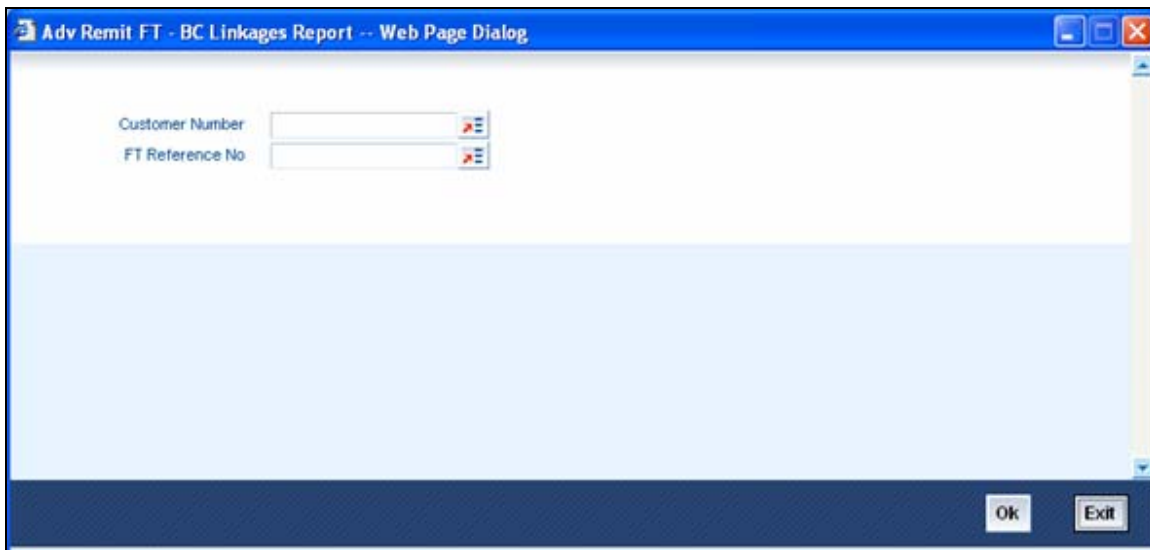 Adv Remit FT - BC Linkages Report -- Web Page Dialog
Customer Number
FT Reference No
Ok
Exit